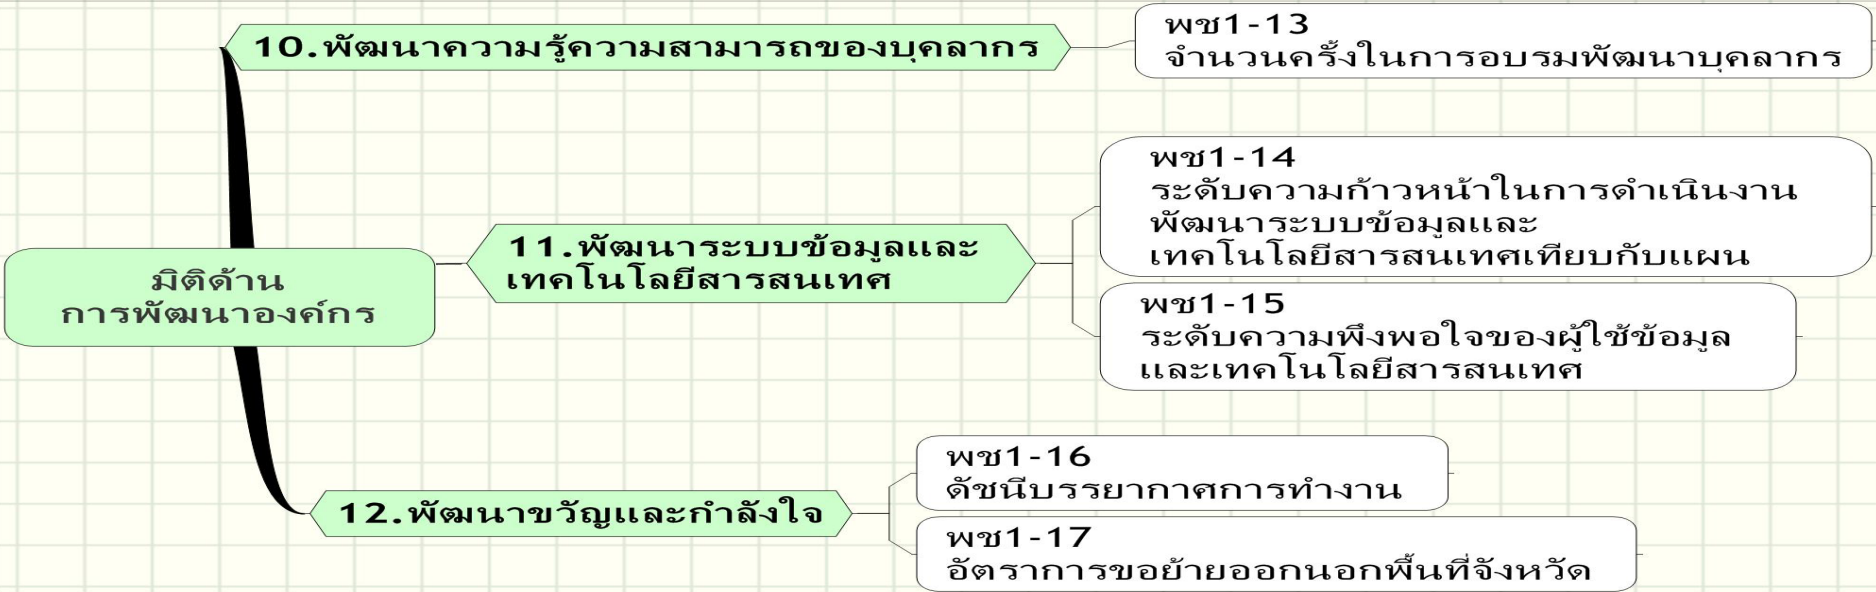 10.พัฒนาความรู้ความสามารถของบุคลากร
พช1-13
จำนวนครั้งในการอบรมพัฒนาบุคลากร
มิติด้าน
การพัฒนาองค์กร
11.พัฒนาระบบข้อมูลและ
เทคโนโลยีสารสนเทศ
พช1-14
ระดับความก้าวหน้าในการดำเนินงาน
พัฒนาระบบข้อมูลและ
เทคโนโลยีสารสนเทศเทียบกับแผน
พช1-15
ระดับความพึงพอใจของผู้ใช้ข้อมูล
และเทคโนโลยีสารสนเทศ
12.พัฒนาขวัญและกำลังใจ
พช1-16
ดัชนีบรรยากาศการทำงาน
พช1-17
อัตราการขอย้ายออกนอกพื้นที่จังหวัด